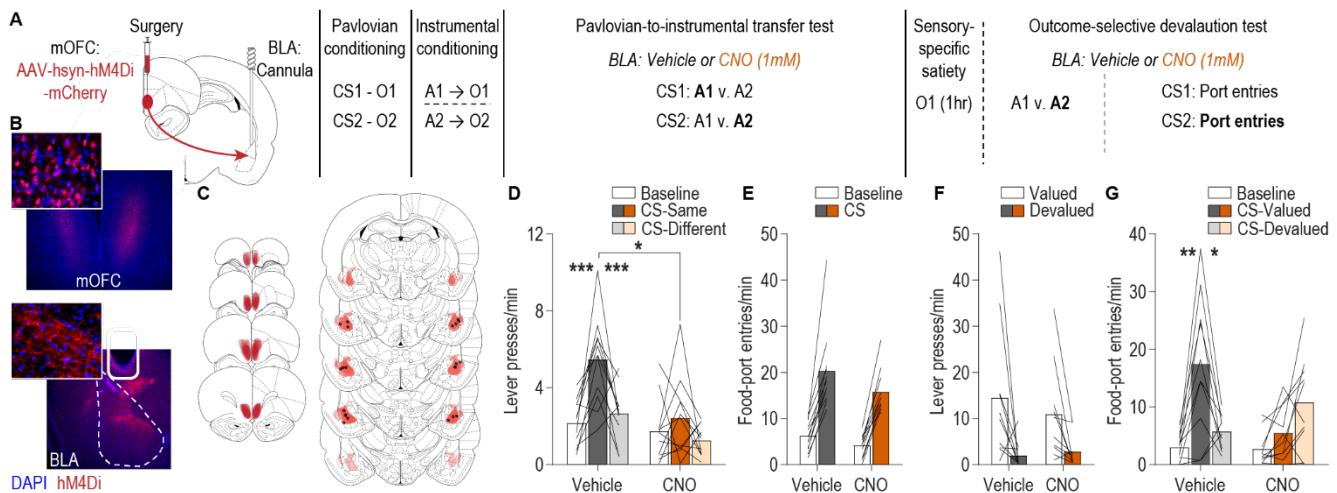 A
Surgery
mOFC:
AAV-hsyn-hM4Di
-mCherry
BLA:
Cannula
Pavlovian
conditioning
CS1 - O1
CS2 - O2
Instrumental
conditioning
A1 → O1
A2 → O2
Pavlovian-to-instrumental transfer test
BLA: Vehicle or CNO (1mM)
CS1: A1 v. A2
CS2: A1 v. A2
Sensory-
specific
satiety
O1 (1hr)
Outcome-selective devalaution test
BLA: Vehicle or CNO (1mM)
A1 v. A2
CS1: Port entries
CS2: Port entries
B
mOFC
BLA
DAPI hM4Di
C
D
Baseline
CS-Same
CS-Different
Lever presses/min
12
8
4
0
*
*** ***
Vehicle CNO
E
Baseline
CS
Food-port entries/min
50
40
30
20
10
0
Vehicle CNO
F
Valued
Devalued
Lever presses/min
50
40
30
20
10
0
Vehicle CNO
G
Baseline
CS-Valued
CS-Devalued
Food-port entries/min
40
30
20
10
0
** *
Vehicle CNO